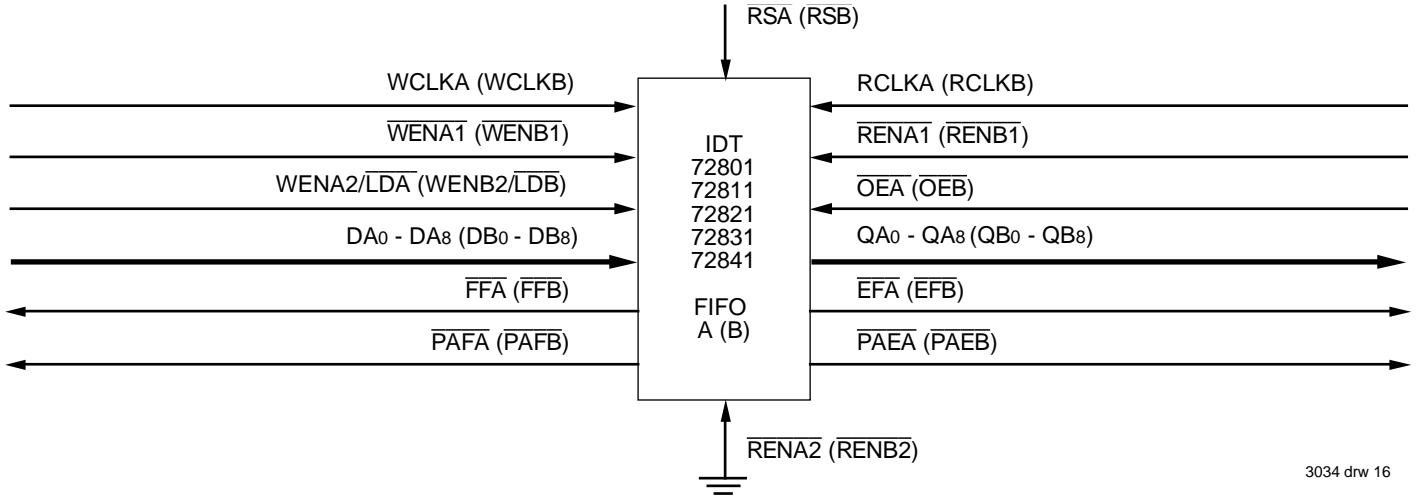 RSA (RSB)
WCLKA (WCLKB)
WENA1 (WENB1)
WENA2/LDA (WENB2/LDB)
DA0 - DA8 (DB0 - DB8)
FFA (FFB)
PAFA (PAFB)
IDT
72801
72811
72821
72831
72841
FIFO
A (B)
RCLKA (RCLKB)
RENA1 (RENB1)
OEA (OEB)
QA0 - QA8 (QB0 - QB8)
EFA (EFB)
PAEA (PAEB)
RENA2 (RENB2)
3034 drw 16